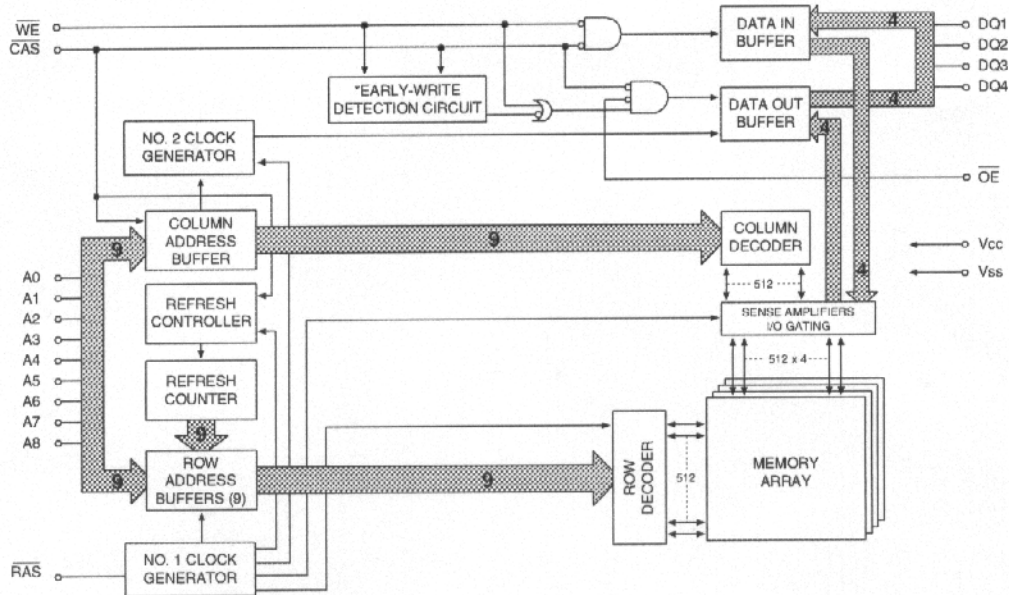 WE
CAS
*EARLY-WRITE
DETECTION CIRCUIT
DATA IN
BUFFER
4
DQ1
DQ2
DQ3
DQ4
DATA OUT
BUFFER
4
4
NO. 2 CLOCK
GENERATOR
OE
COLUMN
ADDRESS
BUFFER
9
9
COLUMN
DECODER
Vcc
Vss
4
A0
A1
A2
A3
A4
A5
A6
A7
A8
REFRESH
CONTROLLER
512
SENSE AMPLIFIERS
I/O GATING
512 x 4
REFRESH
COUNTER
9
9
ROW
ADDRESS
BUFFERS (9)
9
ROW
DECODER
512
MEMORY
ARRAY
RAS
NO. 1 CLOCK
GENERATOR